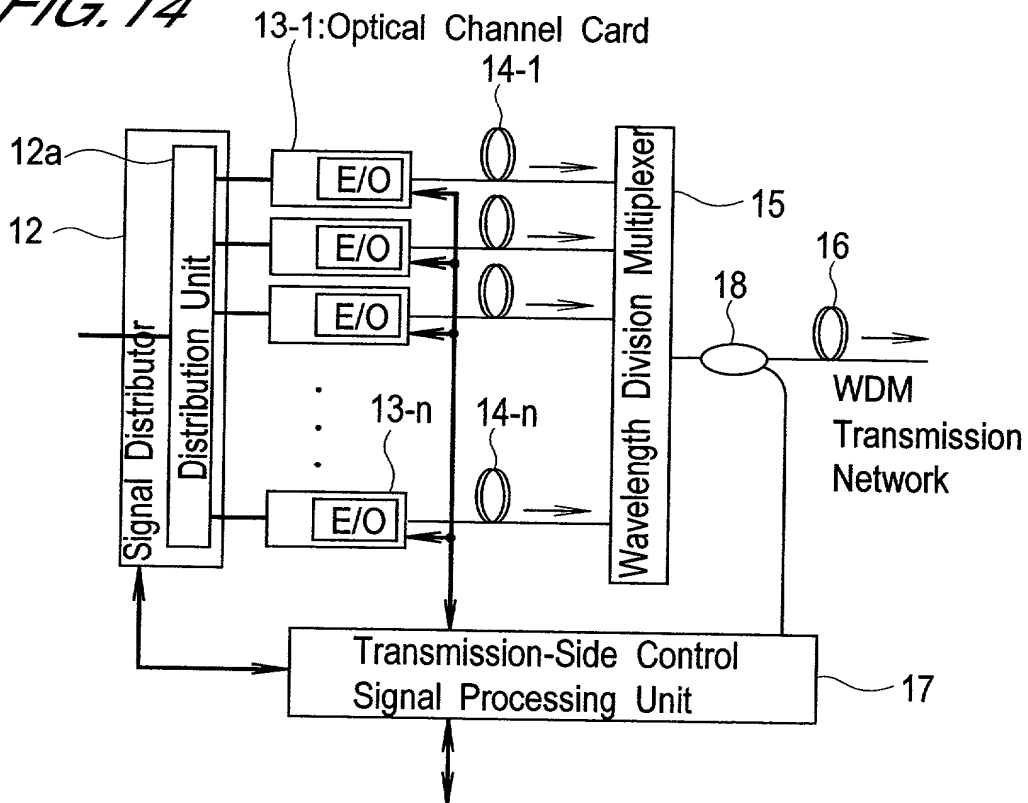 FIG. 14
13-1:Optical Channel Card
14-1
12a
12
E/O
E/O
E/O
E/O
Signal Distributor
Distribution Unit
13-n
14-n
Wavelength Division Multiplexer
15
18
16
WDM
Transmission
Network
Transmission-Side Control
Signal Processing Unit
17